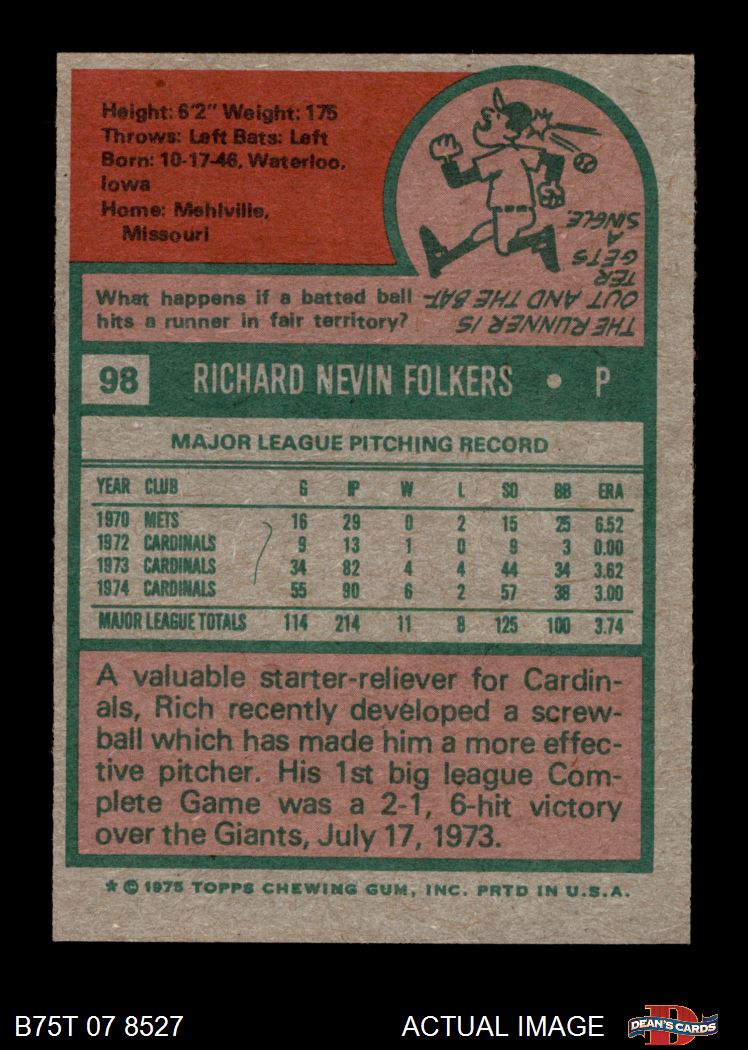 Height: 6'2" Weight: 175
Throws: Left Bats: Left
Born: 10-17-46, Waterloo,
Iowa
Home: Mehlville,
Missouri
What happens if a batted ball
hits a runner in fair territory?
THE RUNNER IS
OUT AND THE BAT-
TER
GETS
A
SINGLE.
98 RICHARD NEVIN FOLKERS • P
MAJOR LEAGUE PITCHING RECORD
YEAR CLUB G IP W L SO BB ERA
1970 METS 16 29 0 2 15 25 6.52
1972 CARDINALS 9 13 1 0 9 3 0.00
1973 CARDINALS 34 82 4 4 44 34 3.62
1974 CARDINALS 55 90 6 2 57 38 3.00
MAJOR LEAGUE TOTALS 114 214 11 8 125 100 3.74
A valuable starter-reliever for Cardin-
als, Rich recently developed a screw-
ball which has made him a more effec-
tive pitcher. His 1st big league Com-
plete Game was a 2-1, 6-hit victory
over the Giants, July 17, 1973.
* © 1975 TOPPS CHEWING GUM, INC. PRTD IN U.S.A.
B75T 07 8527 ACTUAL IMAGE D DEAN'S CARDS